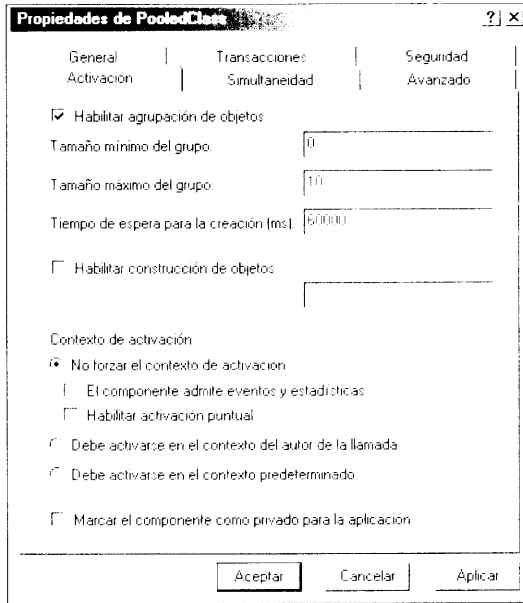 Propiedades de PooledClass ? ×
General Transacciones Seguridad
Activación Simultaneidad Avanzado
Habilitar agrupación de objetos
Tamaño mínimo del grupo: 0
Tamaño máximo del grupo: 10
Tiempo de espera para la creación (ms): 60000
Habilitar construcción de objetos
Contexto de activación
No forzar el contexto de activación
El componente admite eventos y estadísticas
Habilitar activación puntual
Debe activarse en el contexto del autor de la llamada
Debe activarse en el contexto predeterminado.
Marcar el componente como privado para la aplicación
Aceptar Cancelar Aplicar